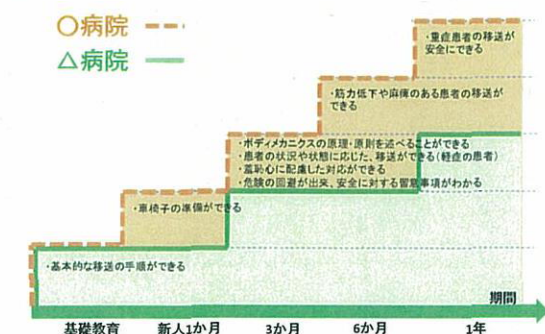 〇病院
△病院
・重症患者の移送が
安全にできる
・筋力低下や麻痺のある患者の移送が
できる
・ボディメカニクスの原理・原則を述べることができる
・患者の状況や状態に応じた、移送ができる(軽症の患者)
・羞恥心に配慮した対応ができる
・危険の回避が出来、安全に対する留意事項がわかる
・車椅子の準備ができる
・基本的な移送の手順ができる
期間
基礎教育 新人1か月 3か月 6か月 1年